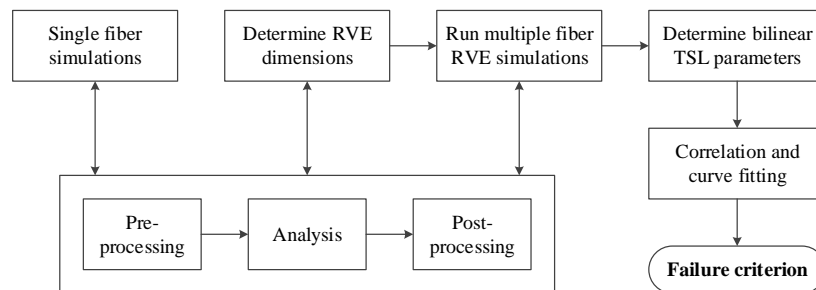 Single fiber
simulations
Determine RVE
dimensions
Run multiple fiber
RVE simulations
Determine bilinear
TSL parameters
Correlation and
curve fitting
Pre-
processing
Analysis
Post-
processing
Failure criterion